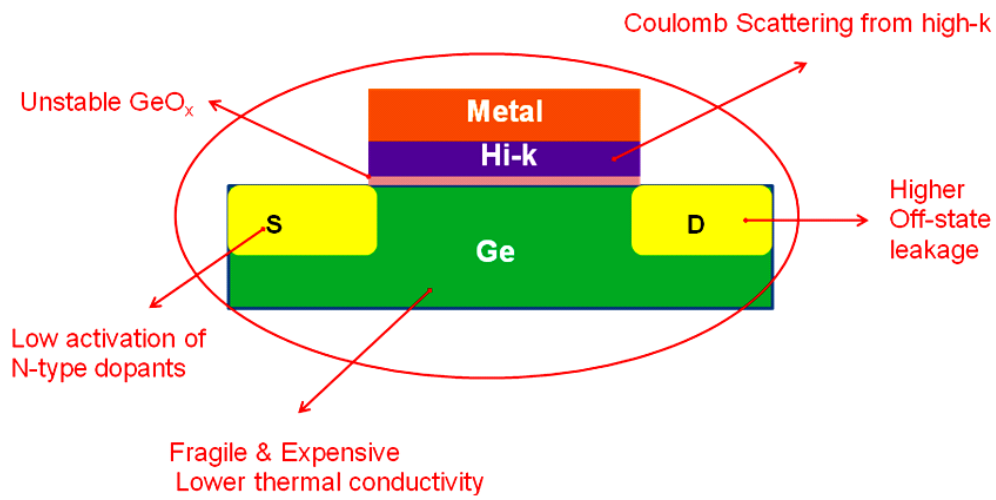 Coulomb Scattering from high-k
Unstable GeOₓ
Metal
Hi-k
S
D
Ge
Higher
Off-state
leakage
Low activation of
N-type dopants
Fragile & Expensive
Lower thermal conductivity